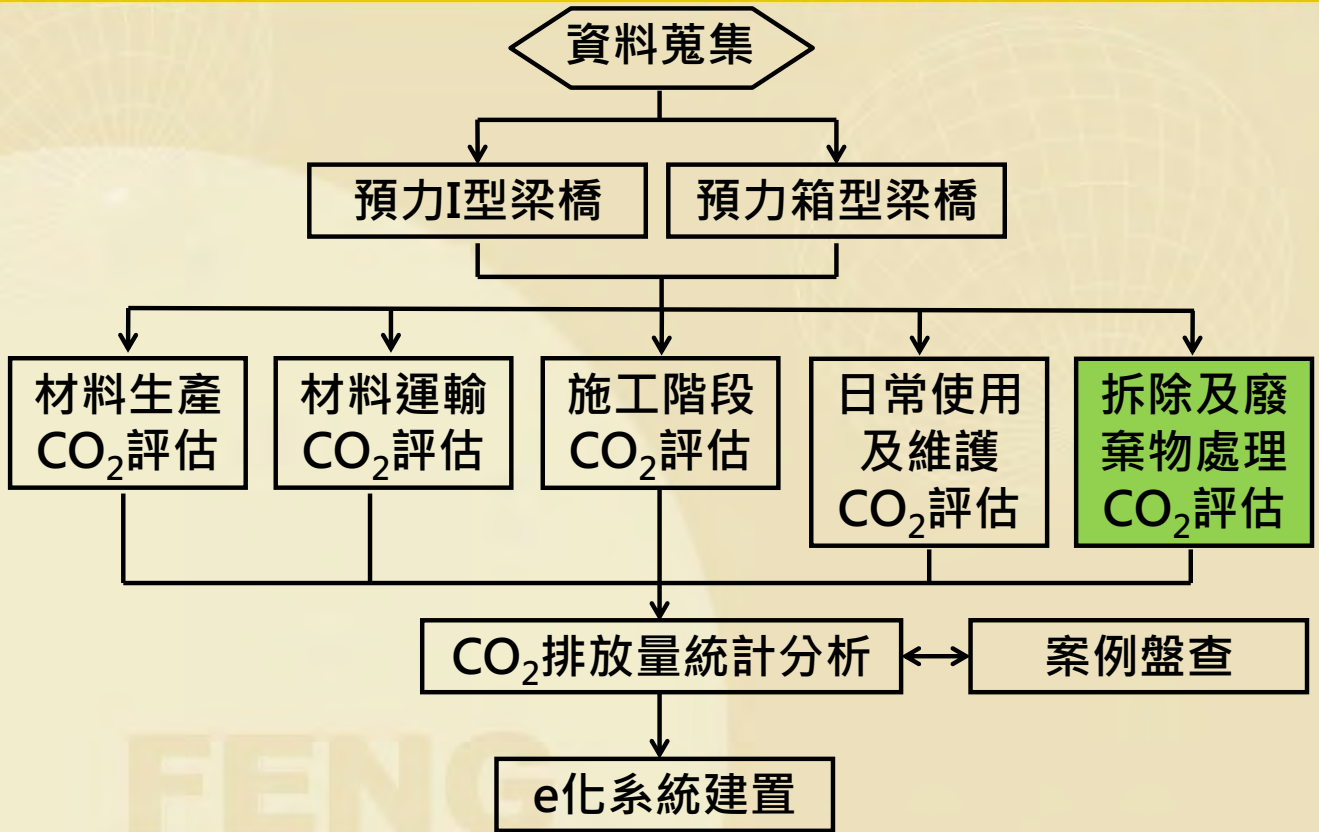 資料蒐集
預力I型梁橋
預力箱型梁橋
材料生產
CO₂評估
材料運輸
CO₂評估
施工階段
CO₂評估
日常使用
及維護
CO₂評估
拆除及廢
棄物處理
CO₂評估
CO₂排放量統計分析
案例盤查
e化系統建置
FENG